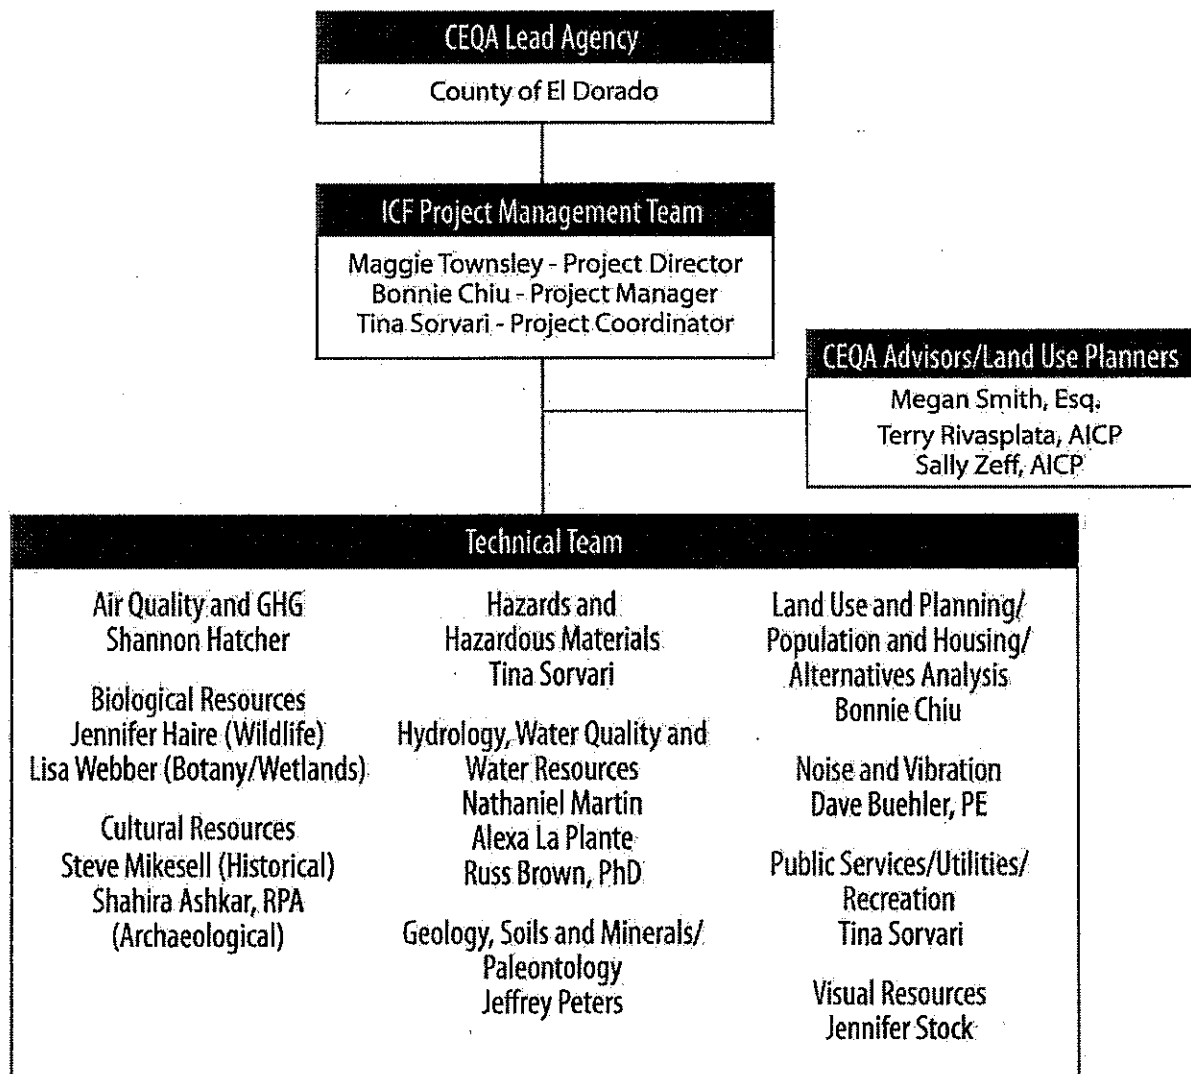 CEQA Lead Agency
County of El Dorado
ICF Project Management Team
Maggie Townsley - Project Director
Bonnie Chiu - Project Manager
Tina Sorvari - Project Coordinator
CEQA Advisors/Land Use Planners
Megan Smith, Esq.
Terry Rivasplata, AICP
Sally Zeff, AICP
Technical Team
Air Quality and GHG
Shannon Hatcher
Biological Resources
Jennifer Haire (Wildlife)
Lisa Webber (Botany/Wetlands)
Cultural Resources
Steve Mikesell (Historical)
Shahira Ashkar, RPA
(Archaeological)
Hazards and
Hazardous Materials
Tina Sorvari
Hydrology, Water Quality and
Water Resources
Nathaniel Martin
Alexa La Plante
Russ Brown, PhD
Geology, Soils and Minerals/
Paleontology
Jeffrey Peters
Land Use and Planning/
Population and Housing/
Alternatives Analysis
Bonnie Chiu
Noise and Vibration
Dave Buehler, PE
Public Services/Utilities/
Recreation
Tina Sorvari
Visual Resources
Jennifer Stock